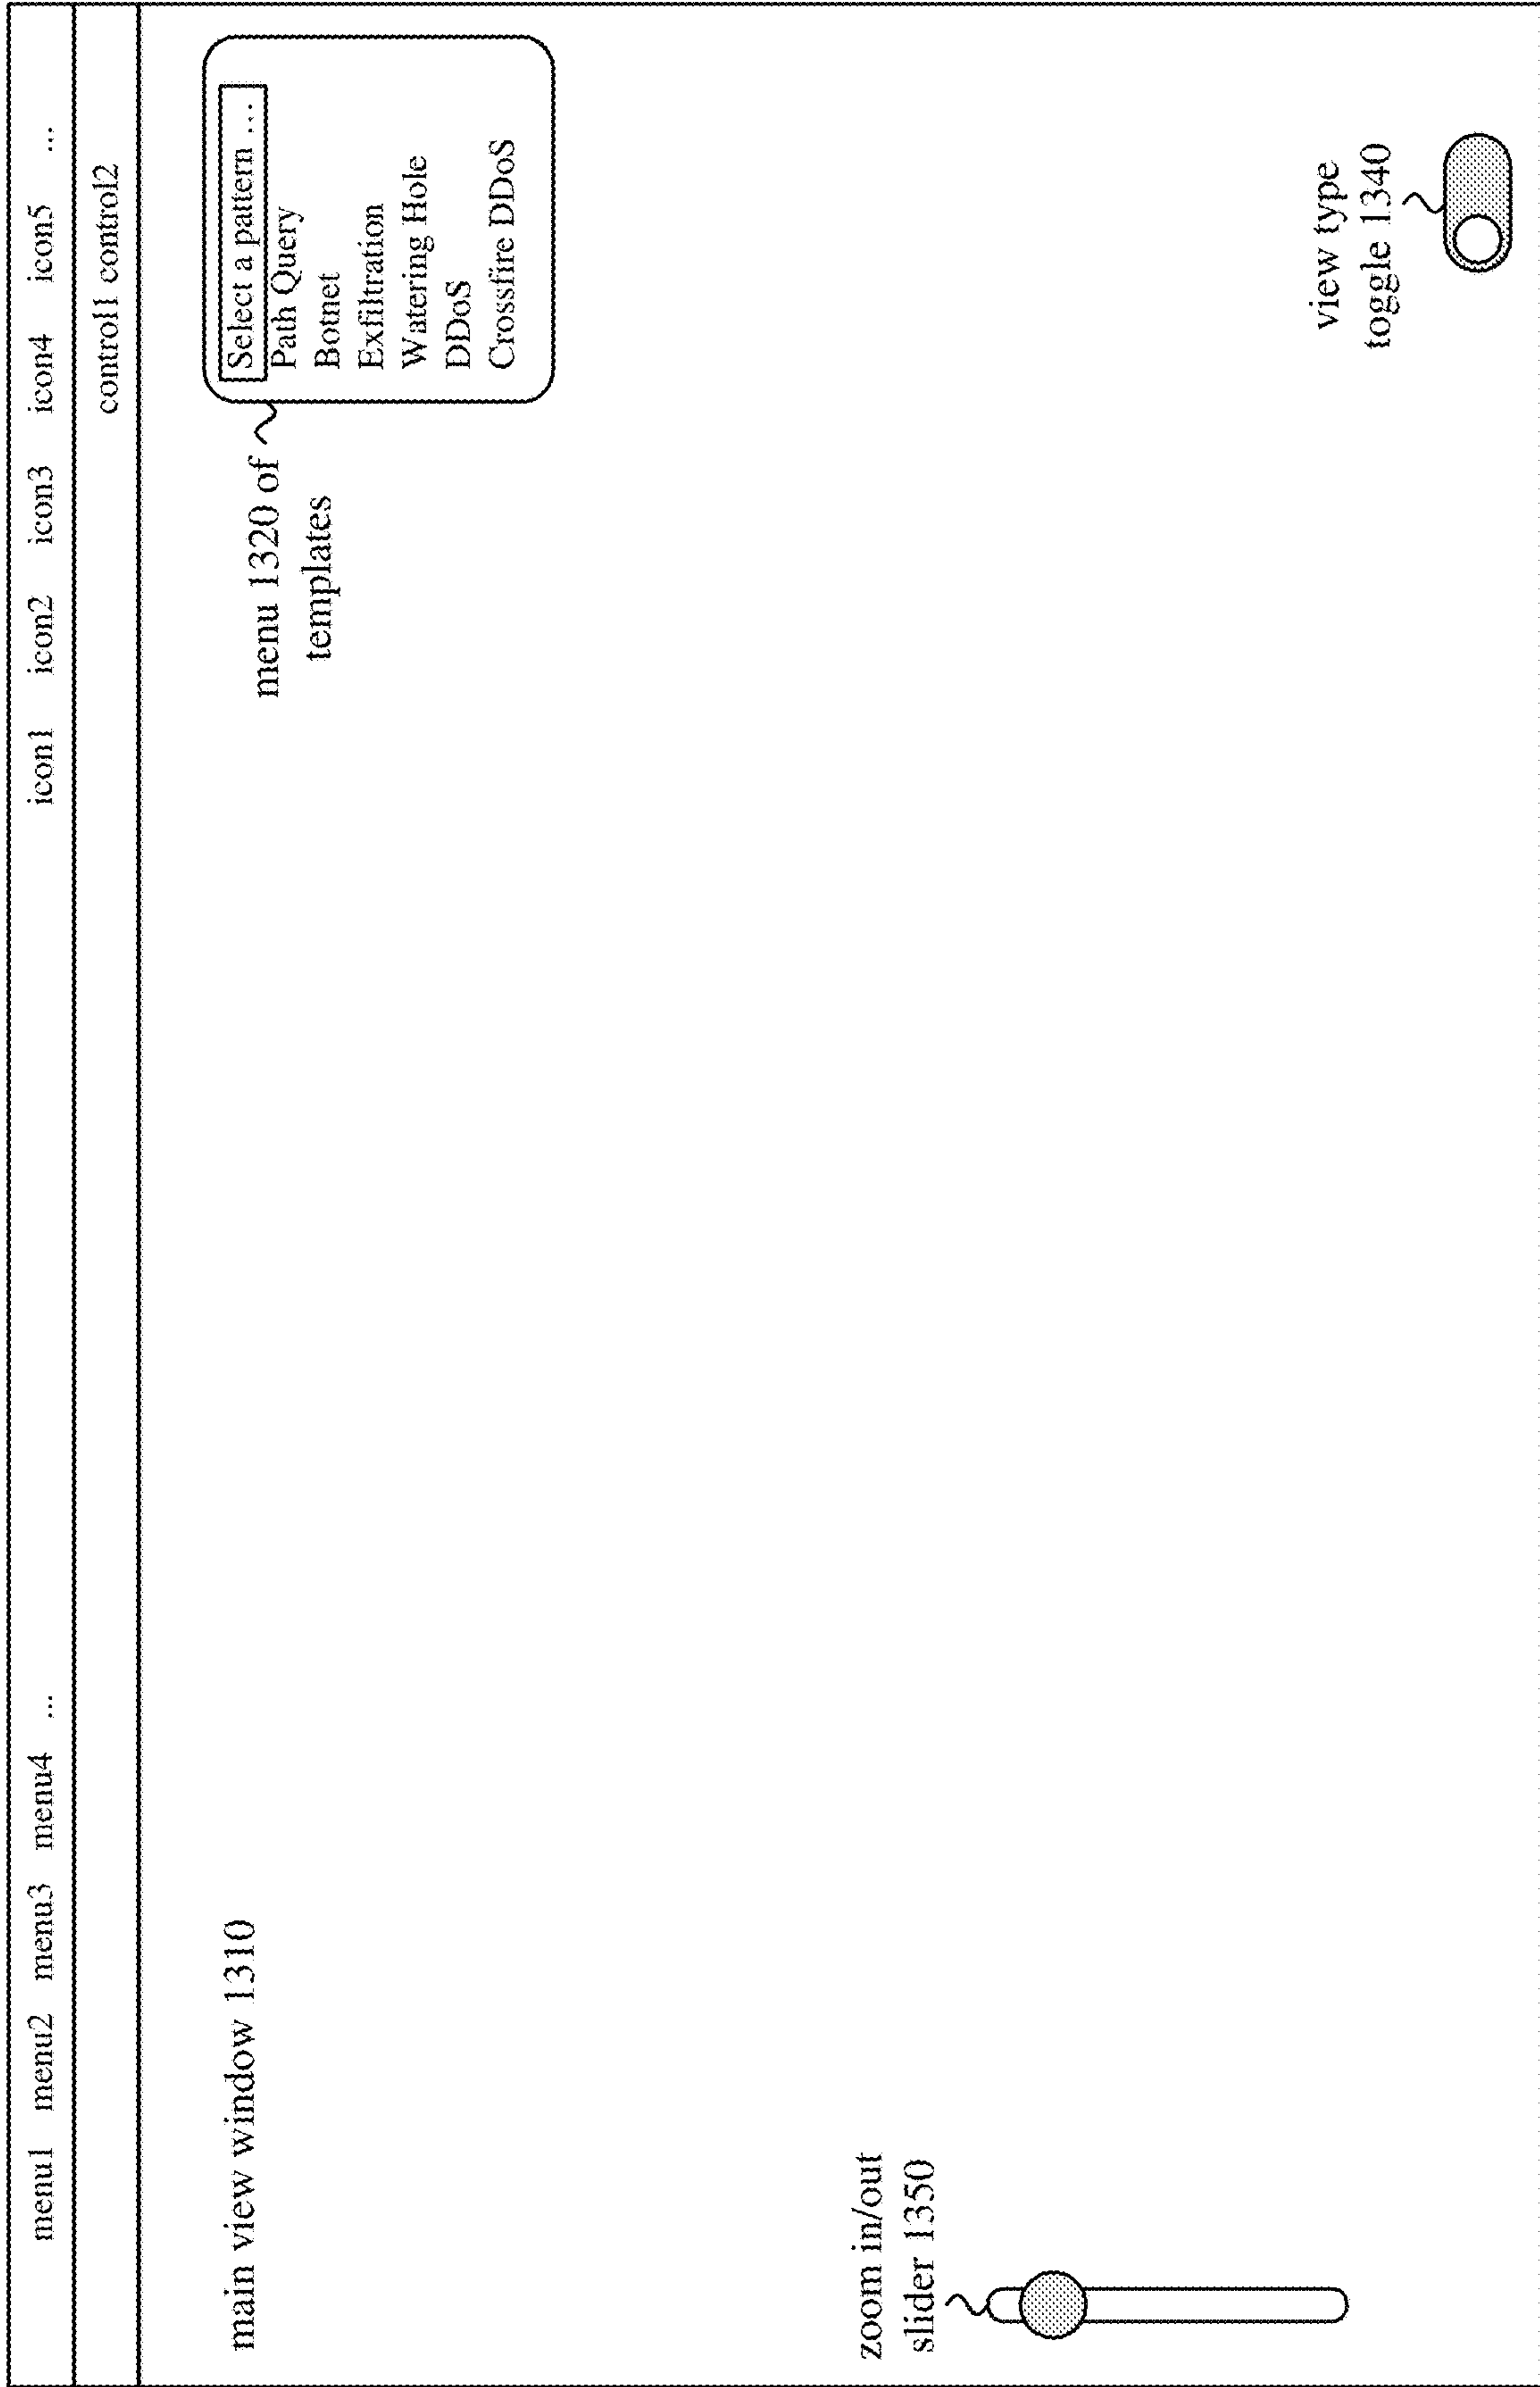 menu1 menu2 menu3 menu4 ... icon1 icon2 icon3 icon4 icon5 ...
control1 control2
main view window 1310
menu 1320 of
templates
Select a pattern ...
Path Query
Botnet
Exfiltration
Watering Hole
DDoS
Crossfire DDoS
zoom in/out
slider 1350
view type
toggle 1340